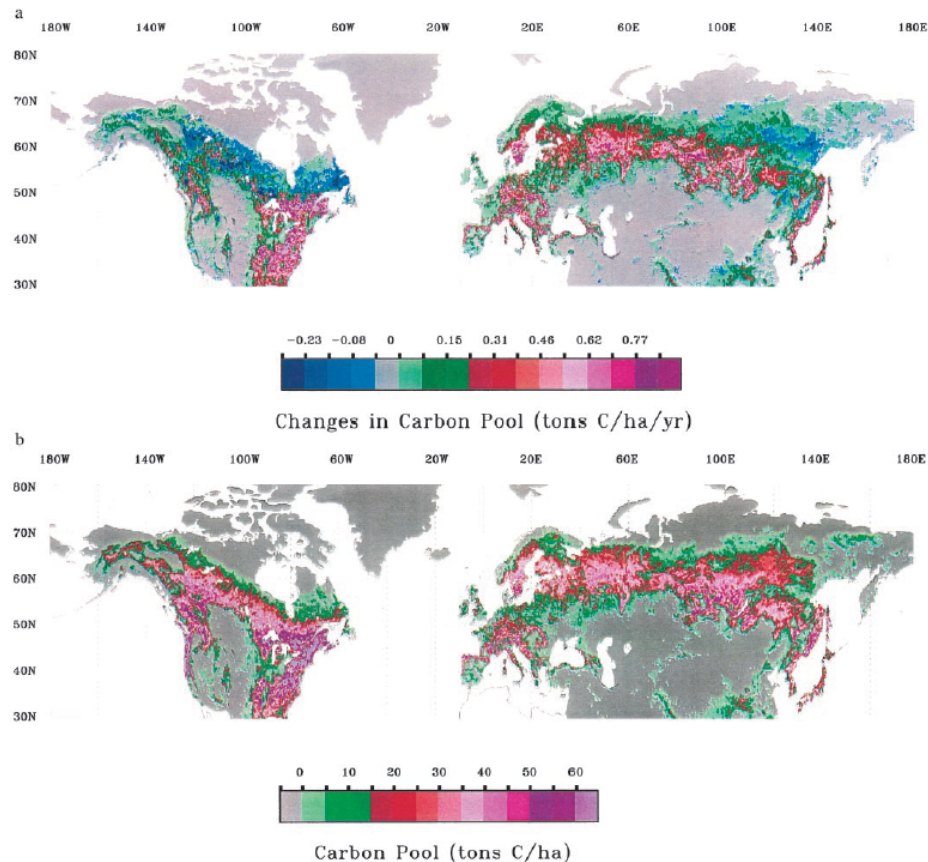 a
180W 140W 100W 60W 20W 20E 60E 100E 140E 180E
80N
70N
60N
50N
40N
30N
-0.23 -0.08 0 0.15 0.31 0.46 0.62 0.77
Changes in Carbon Pool (tons C/ha/yr)
b
180W 140W 100W 60W 20W 20E 60E 100E 140E 180E
80N
70N
60N
50N
40N
30N
0 10 20 30 40 50 60
Carbon Pool (tons C/ha)